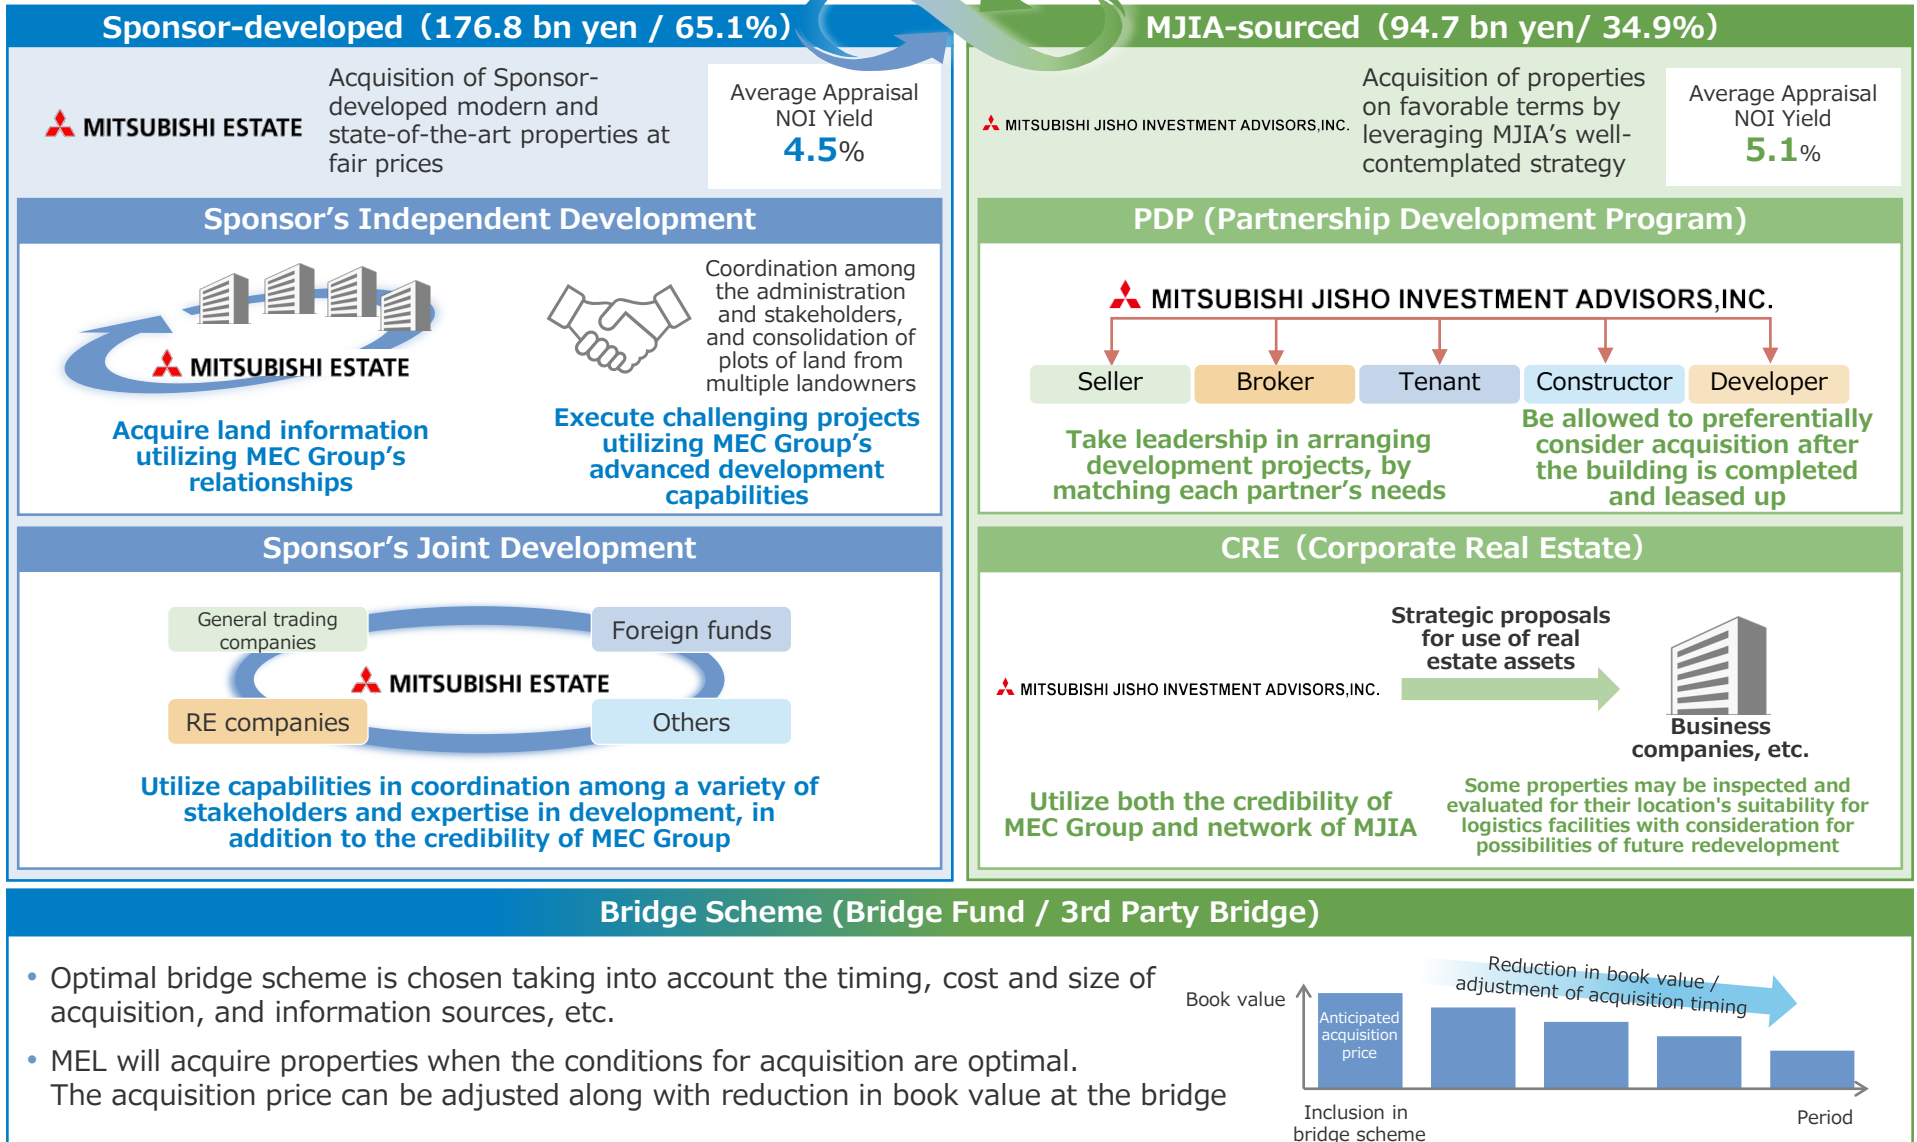 Sponsor-developed（176.8 bn yen / 65.1%）
MITSUBISHI ESTATE
Acquisition of Sponsor-
developed modern and
state-of-the-art properties at
fair prices
Average Appraisal
NOI Yield
4.5%
Sponsor’s Independent Development
MITSUBISHI ESTATE
Acquire land information
utilizing MEC Group’s
relationships
Coordination among
the administration
and stakeholders,
and consolidation of
plots of land from
multiple landowners
Execute challenging projects
utilizing MEC Group’s
advanced development
capabilities
Sponsor’s Joint Development
General trading
companies
Foreign funds
MITSUBISHI ESTATE
RE companies
Others
Utilize capabilities in coordination among a variety of
stakeholders and expertise in development, in
addition to the credibility of MEC Group
MJIA-sourced（94.7 bn yen/ 34.9%）
MITSUBISHI JISHO INVESTMENT ADVISORS,INC.
Acquisition of properties
on favorable terms by
leveraging MJIA’s well-
contemplated strategy
Average Appraisal
NOI Yield
5.1%
PDP (Partnership Development Program)
MITSUBISHI JISHO INVESTMENT ADVISORS,INC.
Seller
Broker
Tenant
Constructor
Developer
Take leadership in arranging
development projects, by
matching each partner’s needs
Be allowed to preferentially
consider acquisition after
the building is completed
and leased up
CRE（Corporate Real Estate）
MITSUBISHI JISHO INVESTMENT ADVISORS,INC.
Strategic proposals
for use of real
estate assets
Business
companies, etc.
Utilize both the credibility of
MEC Group and network of MJIA
Some properties may be inspected and
evaluated for their location's suitability for
logistics facilities with consideration for
possibilities of future redevelopment
Bridge Scheme (Bridge Fund / 3rd Party Bridge)
• Optimal bridge scheme is chosen taking into account the timing, cost and size of
acquisition, and information sources, etc.
• MEL will acquire properties when the conditions for acquisition are optimal.
The acquisition price can be adjusted along with reduction in book value at the bridge
Book value
Reduction in book value /
adjustment of acquisition timing
Anticipated
acquisition
price
Inclusion in
bridge scheme
Period